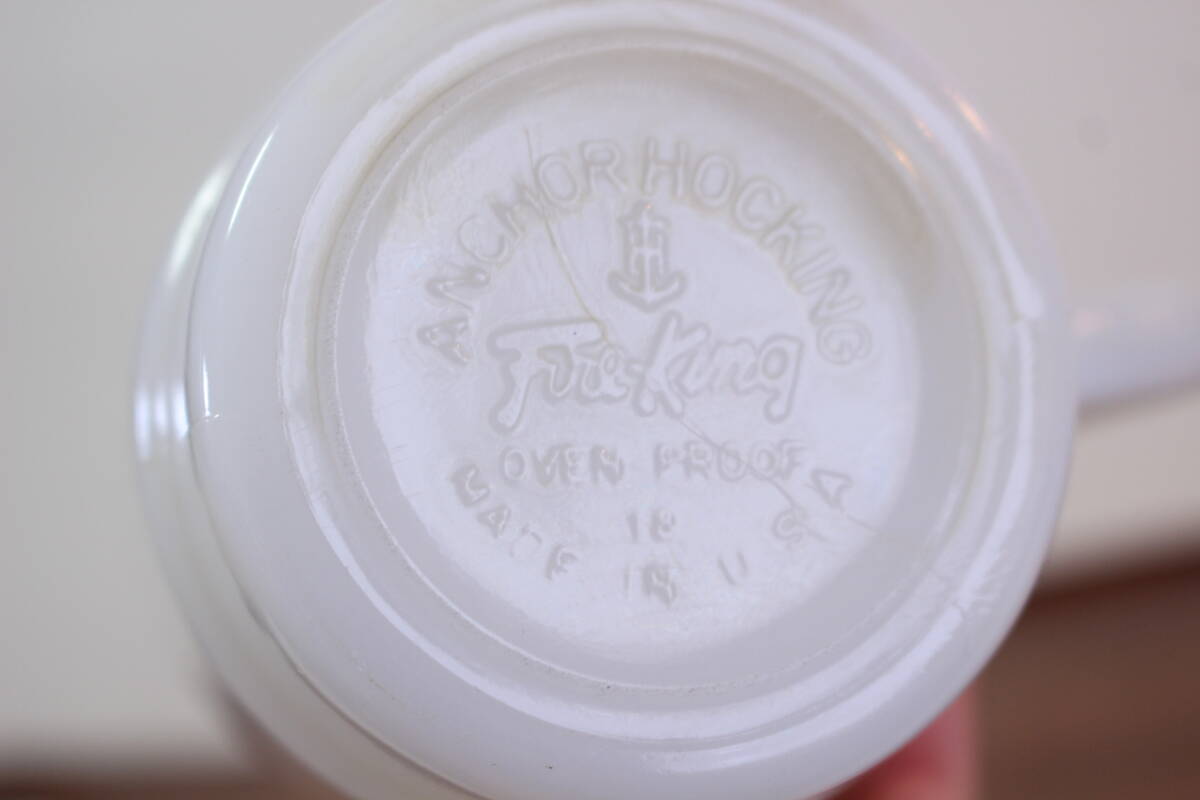 ANCHOR HOCKING
Fire-King
OVEN PROOF
18
MADE IN U S A